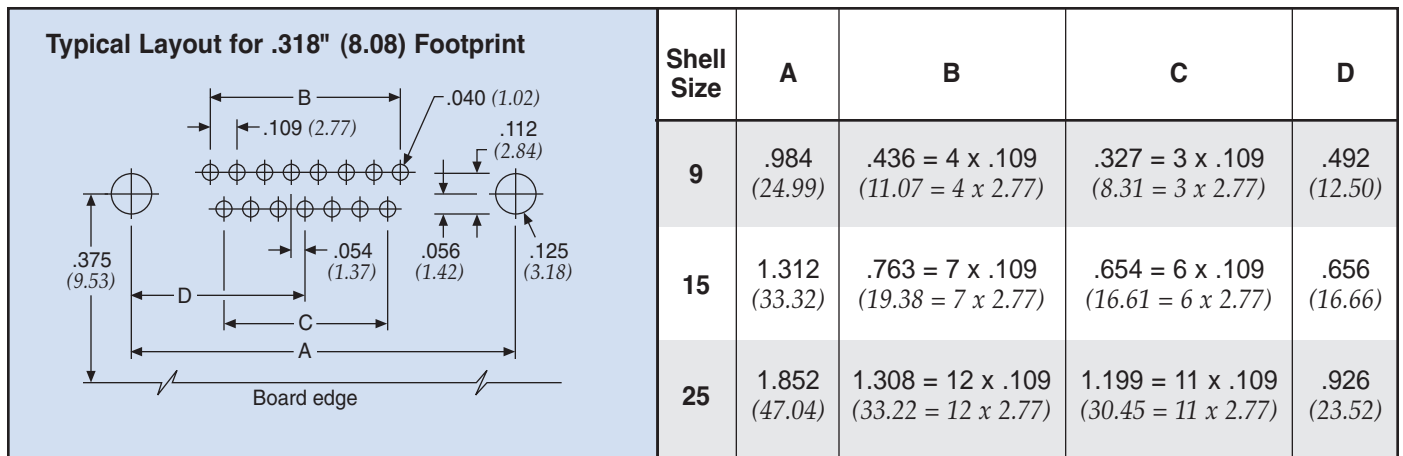 Typical Layout for .318" (8.08) Footprint
B
.040 (1.02)
.109 (2.77)
.112
(2.84)
.375
(9.53)
.054
(1.37)
.056
(1.42)
.125
(3.18)
D
C
A
Board edge
Shell Size A B C D
9 .984 .436 = 4 x .109 .327 = 3 x .109 .492
(24.99) (11.07 = 4 x 2.77) (8.31 = 3 x 2.77) (12.50)
15 1.312 .763 = 7 x .109 .654 = 6 x .109 .656
(33.32) (19.38 = 7 x 2.77) (16.61 = 6 x 2.77) (16.66)
25 1.852 1.308 = 12 x .109 1.199 = 11 x .109 .926
(47.04) (33.22 = 12 x 2.77) (30.45 = 11 x 2.77) (23.52)